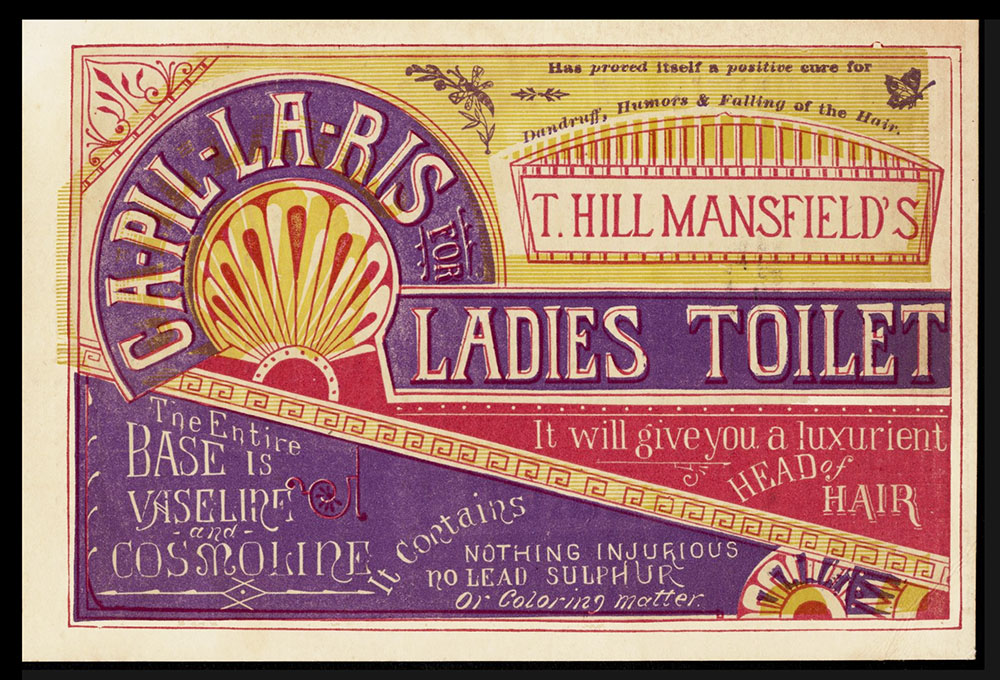 Has proved itself a positive cure for
Dandruff, Humors & Falling of the Hair.
T. HILL MANSFIELD'S
CA-PIL-LA-RIS
FOR
LADIES TOILET
It will give you a luxurient
HEAD of
HAIR
The Entire
BASE IS
VASELINE
-and-
COSMOLINE
It Contains
NOTHING INJURIOUS
NO LEAD SULPHUR
Or Coloring matter.